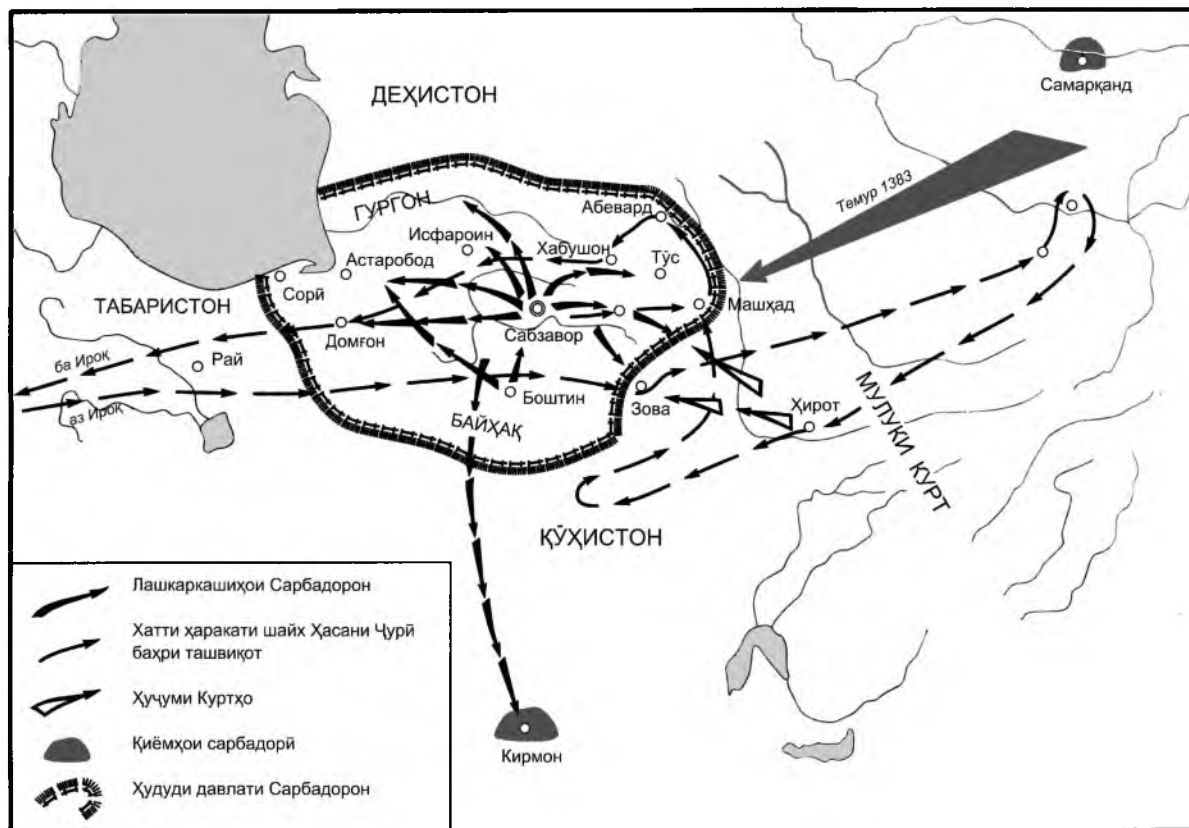 ДЕҲИСТОН
Самарқанд
Темур 1383
ГУРГОН
Абевард
Исфароин
Хабушон
Тӯс
Астаробод
Сорӣ
Машҳад
ТАБАРИСТОН
Домғон
Сабзавор
ба Ироқ
Рай
аз Ироқ
Боштин
Зова
Ҳирот
БАЙҲАҚ
МУЛУКИ КУРТ
ҚӮҲИСТОН
Кирмон
Лашкаркашиҳои Сарбадорон
Хатти ҳаракати шайх Ҳасани Ҷурӣ
баҳри ташвиқот
Ҳуҷуми Куртҳо
Қиёмҳои сарбадорӣ
Ҳудуди давлати Сарбадорон